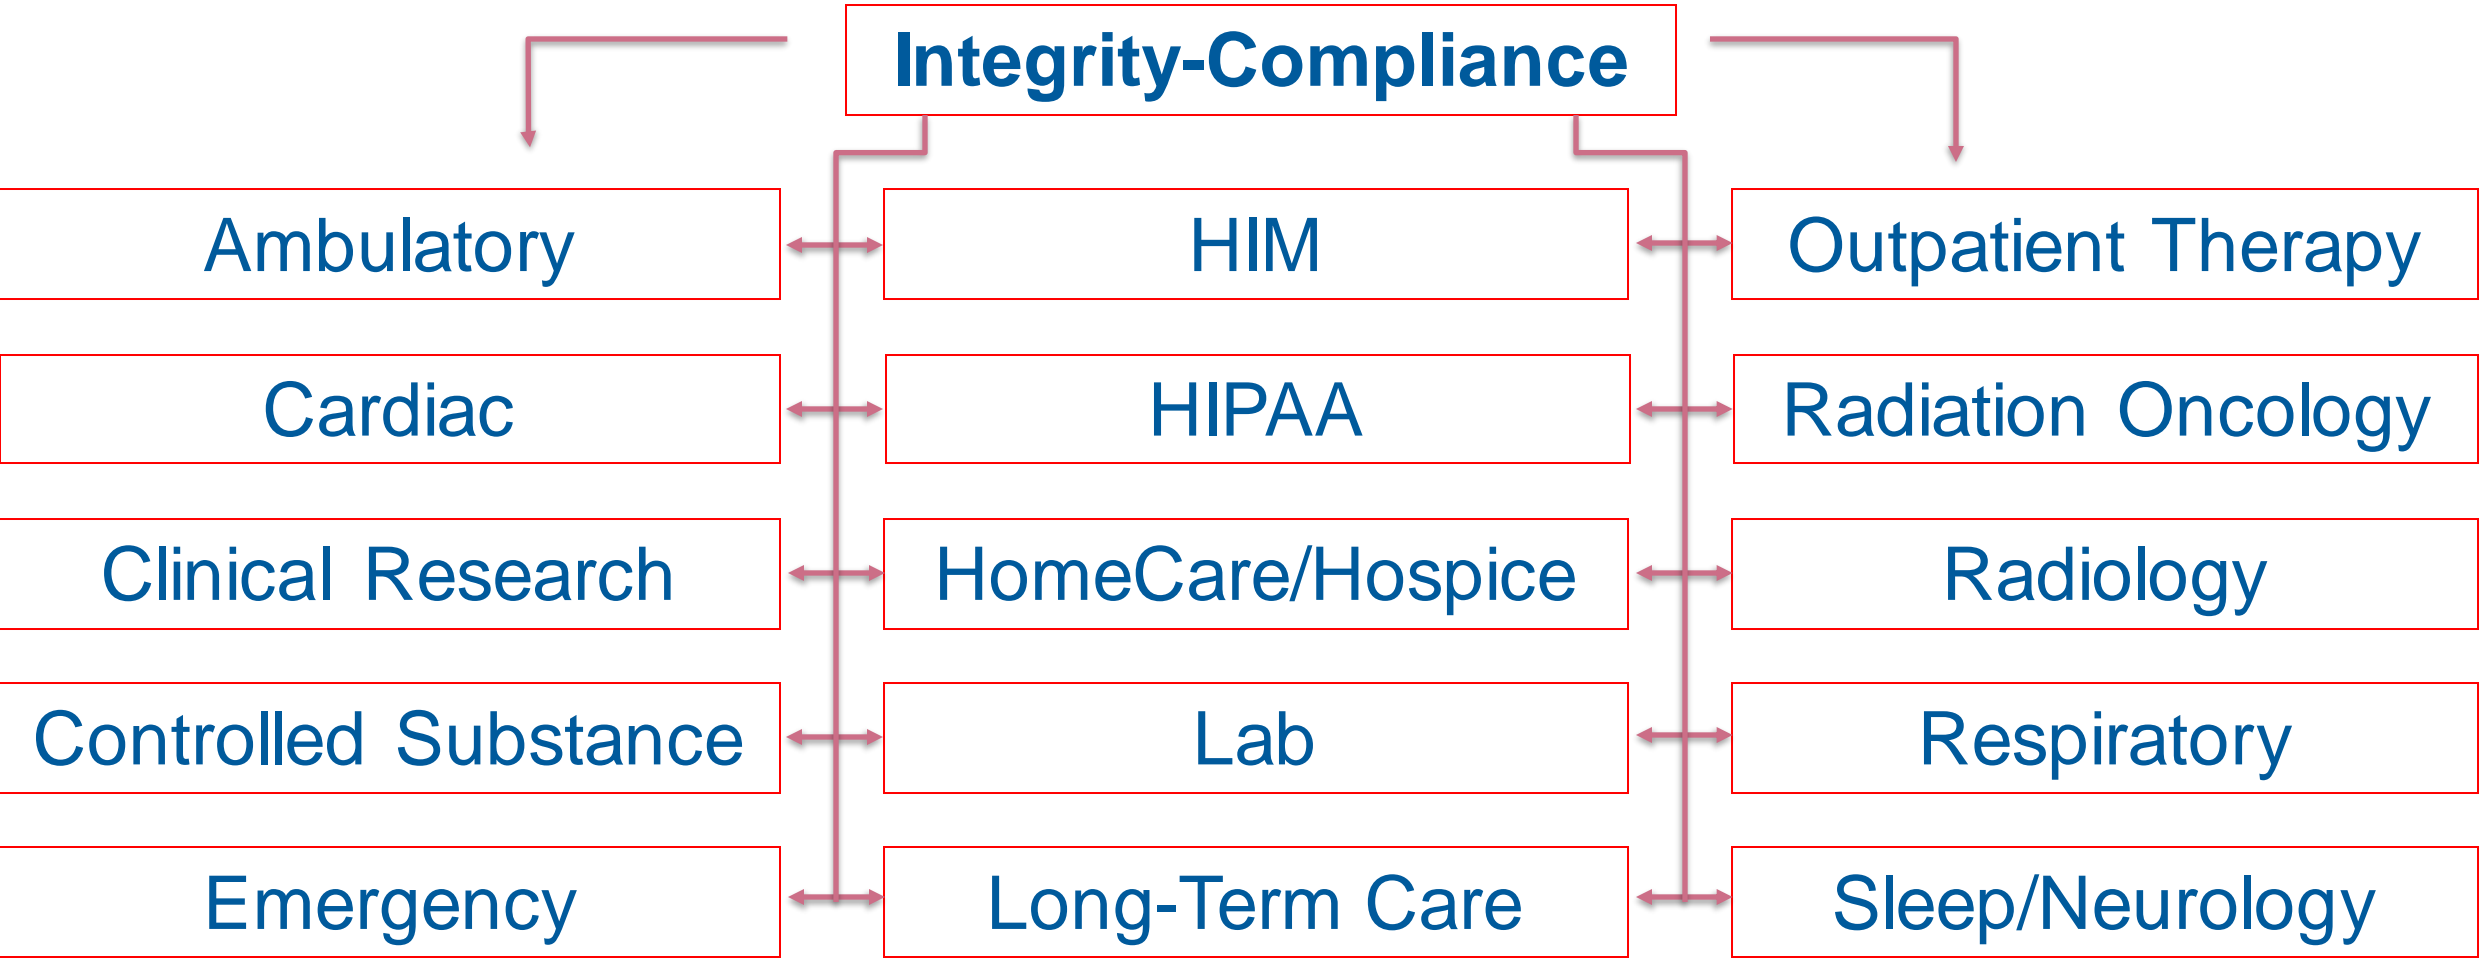 Integrity-Compliance
Ambulatory
HIM
Outpatient Therapy
Cardiac
HIPAA
Radiation Oncology
Clinical Research
HomeCare/Hospice
Radiology
Controlled Substance
Lab
Respiratory
Emergency
Long-Term Care
Sleep/Neurology